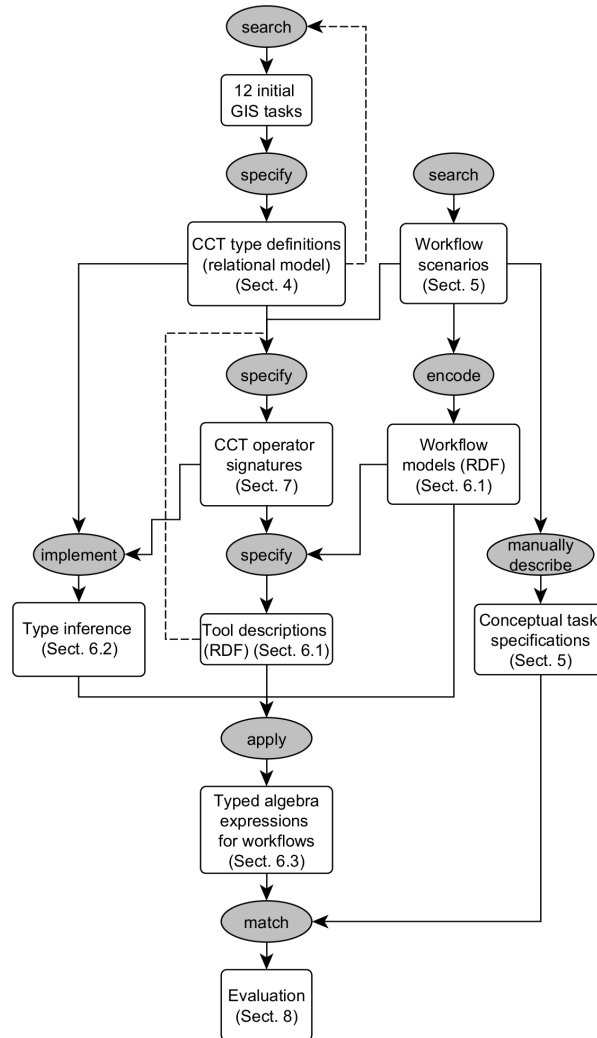 search
12 initial
GIS tasks
specify
search
CCT type definitions
(relational model)
(Sect. 4)
Workflow
scenarios
(Sect. 5)
specify
encode
CCT operator
signatures
(Sect. 7)
Workflow
models (RDF)
(Sect. 6.1)
implement
specify
manually
describe
Type inference
(Sect. 6.2)
Tool descriptions
(RDF) (Sect. 6.1)
Conceptual task
specifications
(Sect. 5)
apply
Typed algebra
expressions
for workflows
(Sect. 6.3)
match
Evaluation
(Sect. 8)